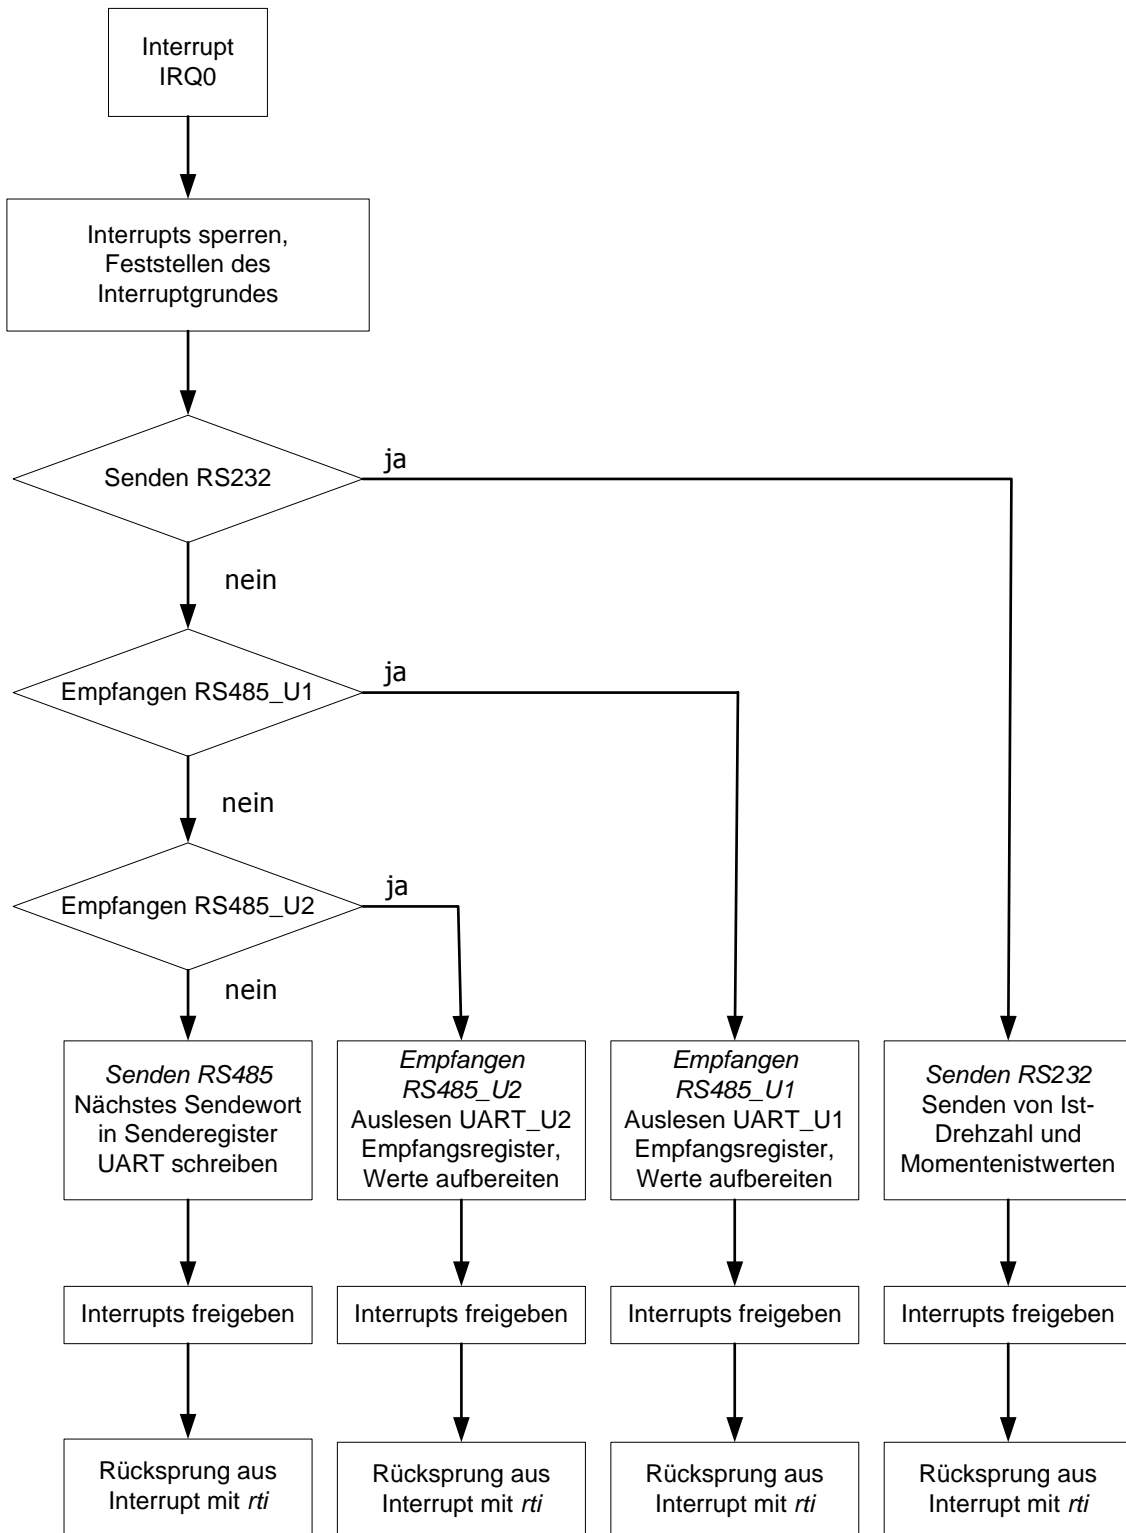 Interrupt
IRQ0
Interrupts sperren,
Feststellen des
Interruptgrundes
Senden RS232
ja
nein
Empfangen RS485_U1
ja
nein
Empfangen RS485_U2
ja
nein
Senden RS485
Nächstes Sendewort
in Senderegister
UART schreiben
Empfangen
RS485_U2
Auslesen UART_U2
Empfangsregister,
Werte aufbereiten
Empfangen
RS485_U1
Auslesen UART_U1
Empfangsregister,
Werte aufbereiten
Senden RS232
Senden von Ist-
Drehzahl und
Momentenistwerten
Interrupts freigeben
Interrupts freigeben
Interrupts freigeben
Interrupts freigeben
Rücksprung aus
Interrupt mit rti
Rücksprung aus
Interrupt mit rti
Rücksprung aus
Interrupt mit rti
Rücksprung aus
Interrupt mit rti